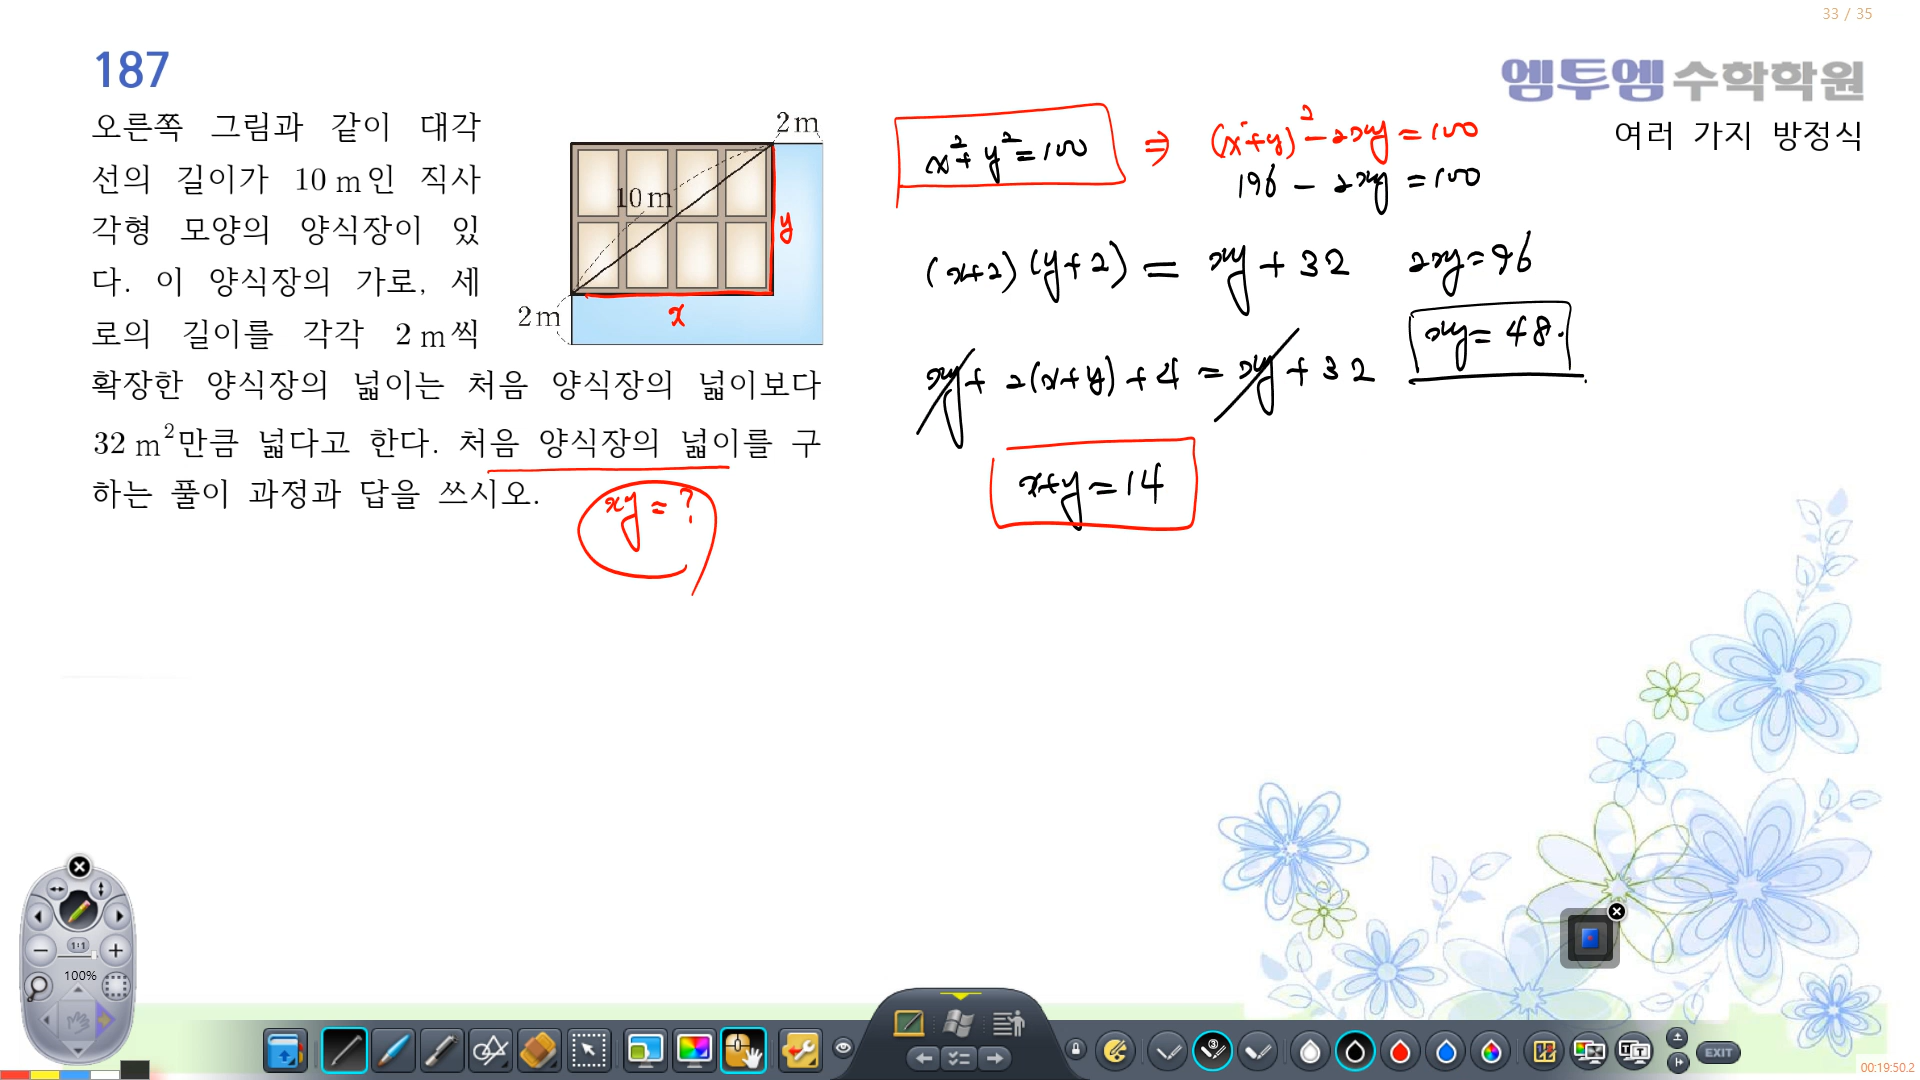 33 / 35
187
엠투엠수학학원
여러 가지 방정식
오른쪽 그림과 같이 대각
선의 길이가 10 m인 직사
각형 모양의 양식장이 있
다. 이 양식장의 가로, 세
로의 길이를 각각 2 m씩
확장한 양식장의 넓이는 처음 양식장의 넓이보다
32 m²만큼 넓다고 한다. 처음 양식장의 넓이를 구
하는 풀이 과정과 답을 쓰시오.
2 m
10 m
y
x
2 m
xy = ?
x²+y²=100 ⇒ (x+y)²-2xy=100
196-2xy=100
(x+2)(y+2)=xy+32
2xy=96
xy=48.
xy+2(x+y)+4=xy+32
x+y=14
1:1
100%
EXIT
00:19:50.2